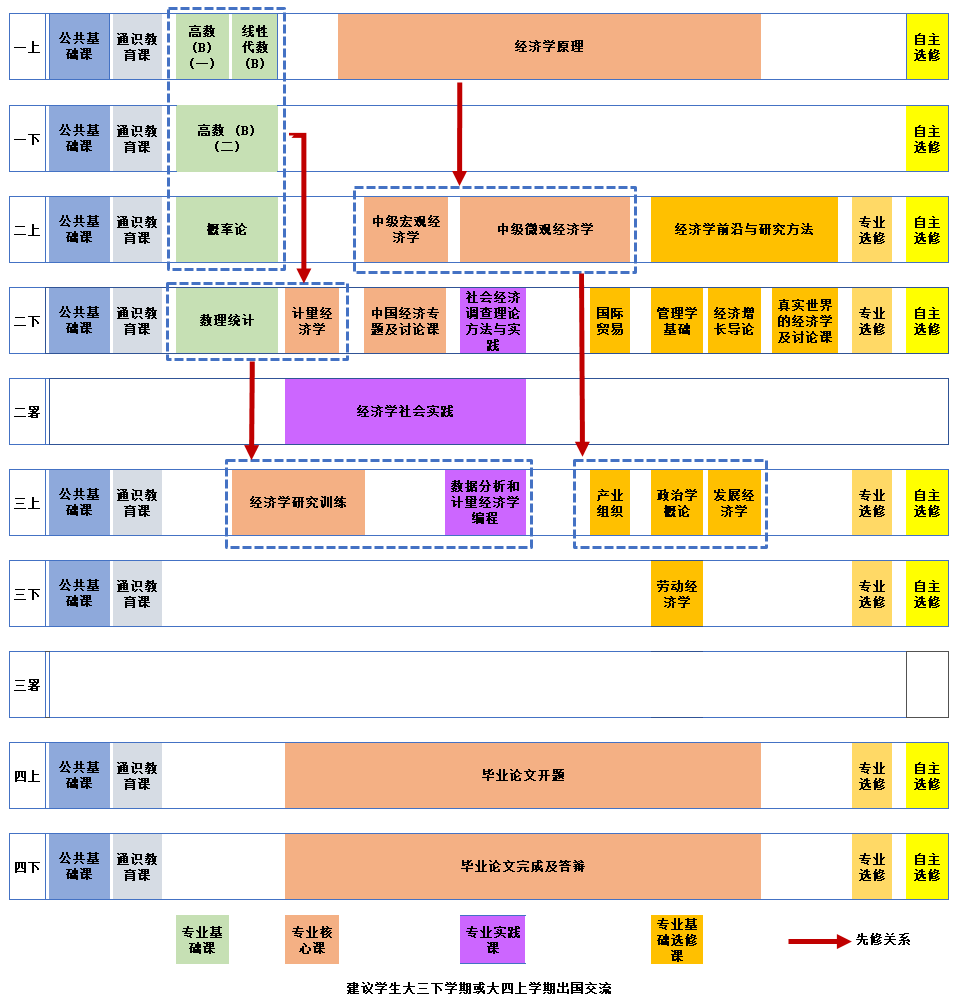 一上
公共基
础课
通识教
育课
高数
(B)
(一)
线性
代数
(B)
经济学原理
自主
选修
一下
公共基
础课
通识教
育课
高数 (B)
(二)
自主
选修
二上
公共基
础课
通识教
育课
概率论
中级宏观经
济学
中级微观经济学
经济学前沿与研究方法
专业
选修
自主
选修
二下
公共基
础课
通识教
育课
数理统计
计量经
济学
中国经济专
题及讨论课
社会经济
调查理论
方法与实
践
国际
贸易
管理学
基础
经济增
长导论
真实世界
的经济学
及讨论课
专业
选修
自主
选修
二署
经济学社会实践
三上
公共基
础课
通识教
育课
经济学研究训练
数据分析和
计量经济学
编程
产业
组织
政治学
概论
发展经
济学
专业
选修
自主
选修
三下
公共基
础课
通识教
育课
劳动经
济学
专业
选修
自主
选修
三署
四上
公共基
础课
通识教
育课
毕业论文开题
专业
选修
自主
选修
四下
公共基
础课
通识教
育课
毕业论文完成及答辩
专业
选修
自主
选修
专业基
础课
专业核
心课
专业实践
课
专业基
础选修
课
先修关系
建议学生大三下学期或大四上学期出国交流